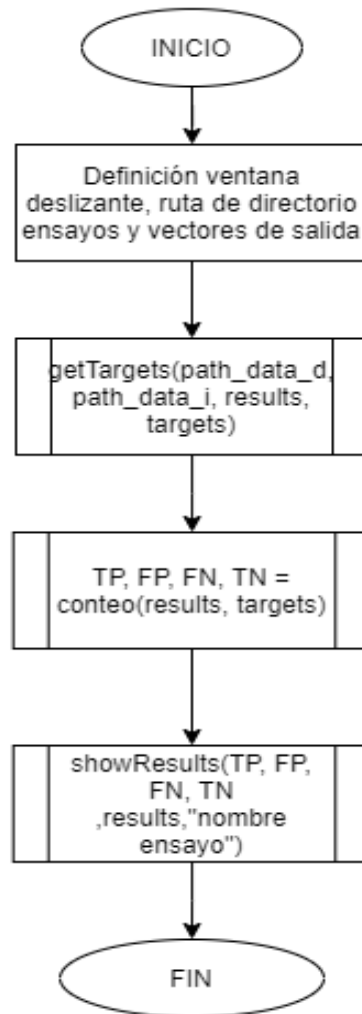 INICIO
Definición ventana
deslizante, ruta de directorio
ensayos y vectores de salida
getTargets(path_data_d,
path_data_i, results,
targets)
TP, FP, FN, TN =
conteo(results, targets)
showResults(TP, FP,
FN, TN
,results,"nombre
ensayo")
FIN